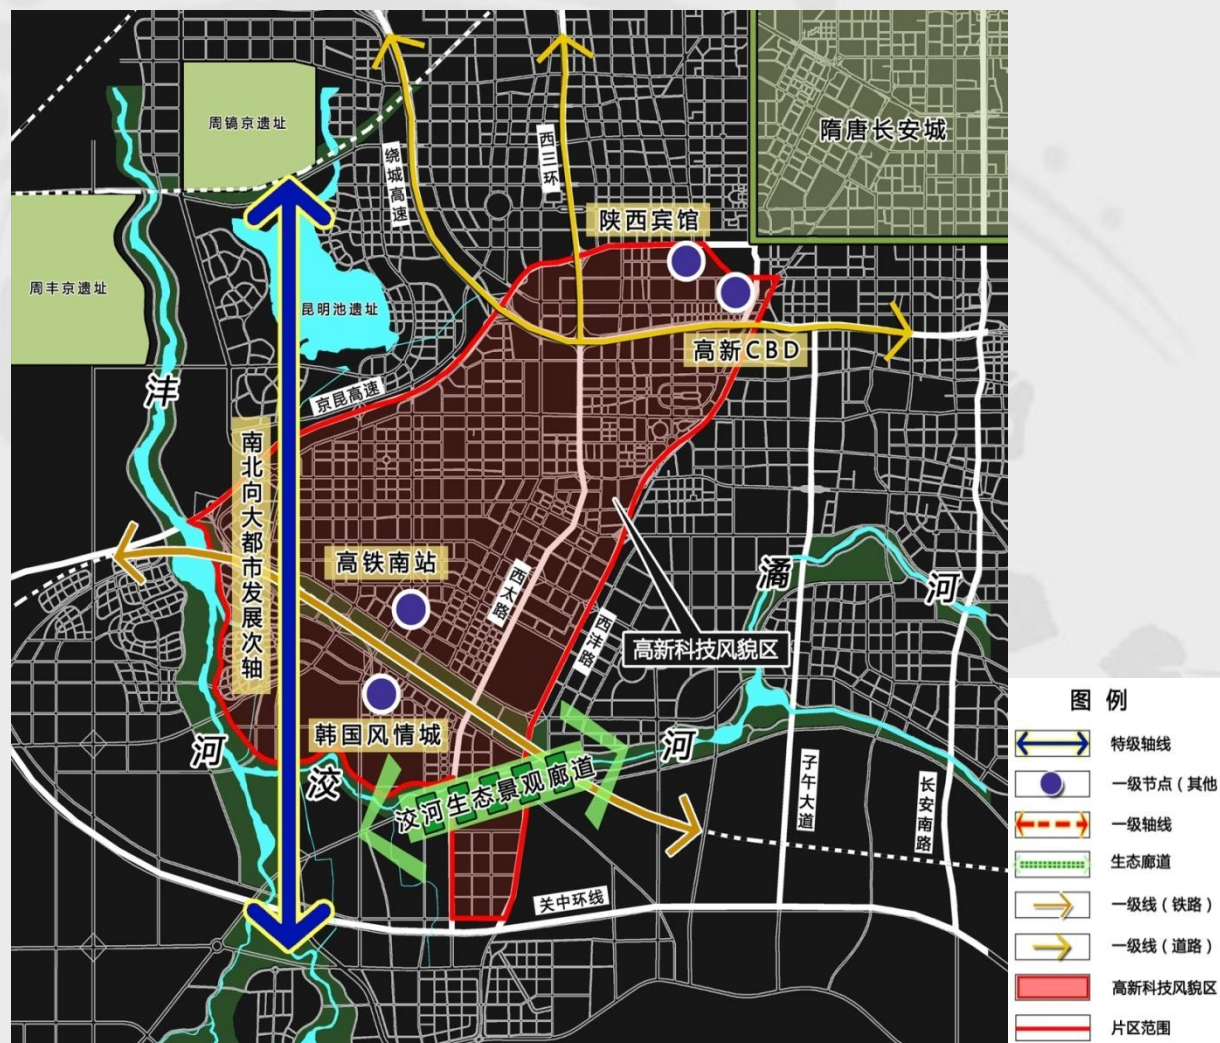 周镐京遗址
隋唐长安城
西三环
绕城高速
陕西宾馆
周丰京遗址
昆明池遗址
高新CBD
沣
京昆高速
南北向大都市发展次轴
高铁南站
西太路
潏
河
西沣路
高新科技风貌区
韩国风情城
河
洨
河
洨河生态景观廊道
子午大道
长安南路
关中环线
图 例
特级轴线
一级节点（其他
一级轴线
生态廊道
一级线（铁路）
一级线（道路）
高新科技风貌区
片区范围